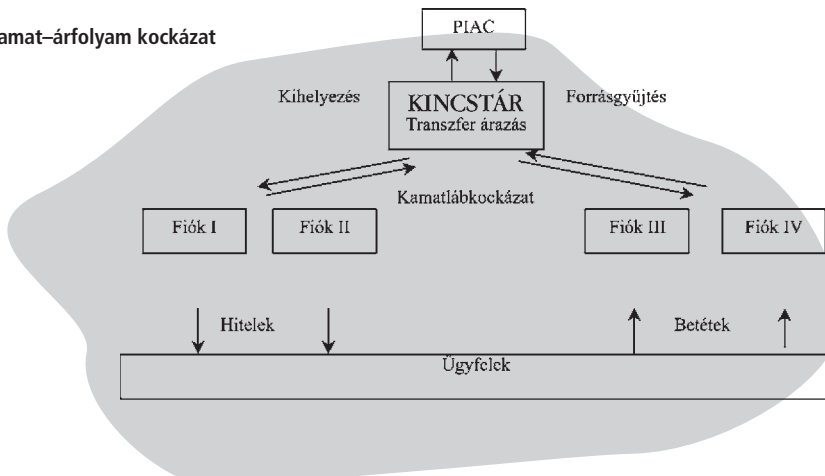 amat–árfolyam kockázat
PIAC
Kihelyezés
KINCSTÁR
Transzfer árazás
Forrásgyűjtés
Kamatlábkockázat
Fiók I
Fiók II
Fiók III
Fiók IV
Hitelek
Betétek
Ügyfelek